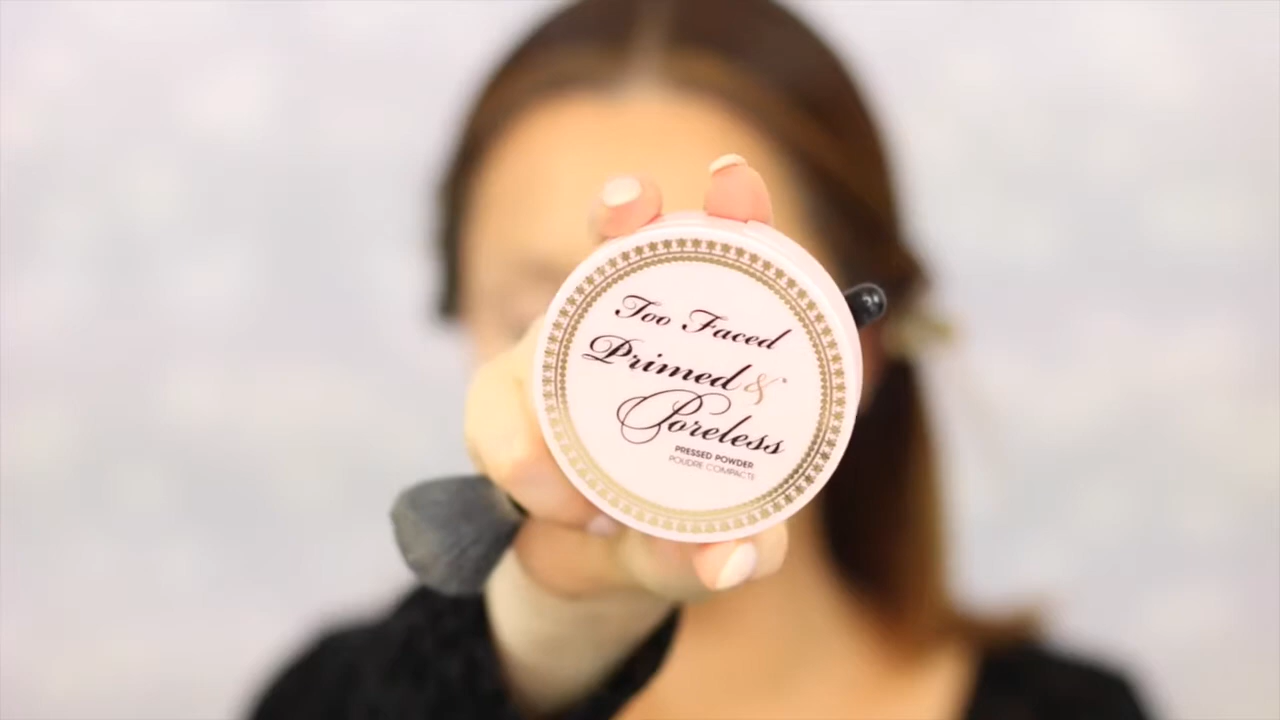 Too Faced
Primed &
Poreless
PRESSED POWDER
POUDRE COMPACTE